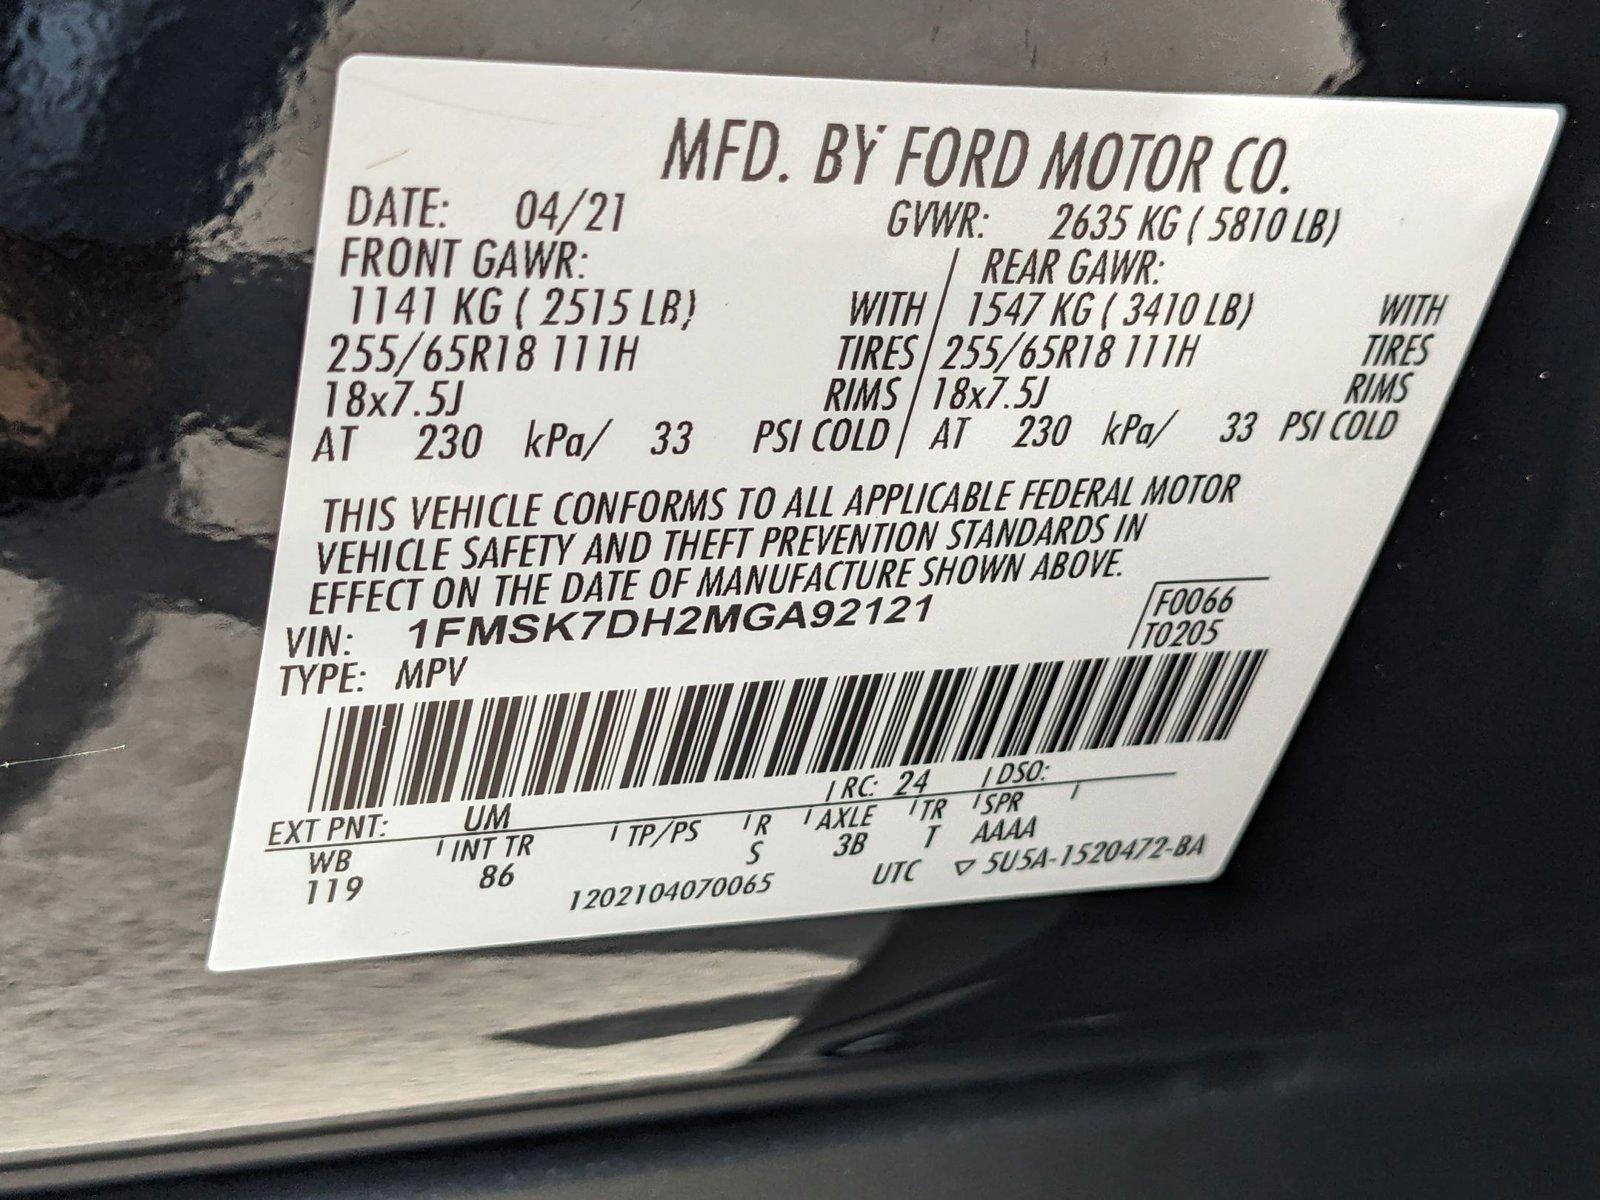 MFD. BY FORD MOTOR CO.
DATE: 04/21 GVWR: 2635 KG ( 5810 LB)
FRONT GAWR: REAR GAWR:
1141 KG ( 2515 LB) WITH 1547 KG ( 3410 LB) WITH
255/65R18 111H TIRES 255/65R18 111H TIRES
18x7.5J RIMS 18x7.5J RIMS
AT 230 kPa/ 33 PSI COLD AT 230 kPa/ 33 PSI COLD
THIS VEHICLE CONFORMS TO ALL APPLICABLE FEDERAL MOTOR
VEHICLE SAFETY AND THEFT PREVENTION STANDARDS IN
EFFECT ON THE DATE OF MANUFACTURE SHOWN ABOVE.
VIN: 1FMSK7DH2MGA92121 F0066
TYPE: MPV T0205
EXT PNT: UM RC: 24 DSO:
WB INT TR TP/PS R AXLE TR SPR
119 86 S 3B T AAAA
1202104070065 UTC ▽ 5U5A-1520472-BA